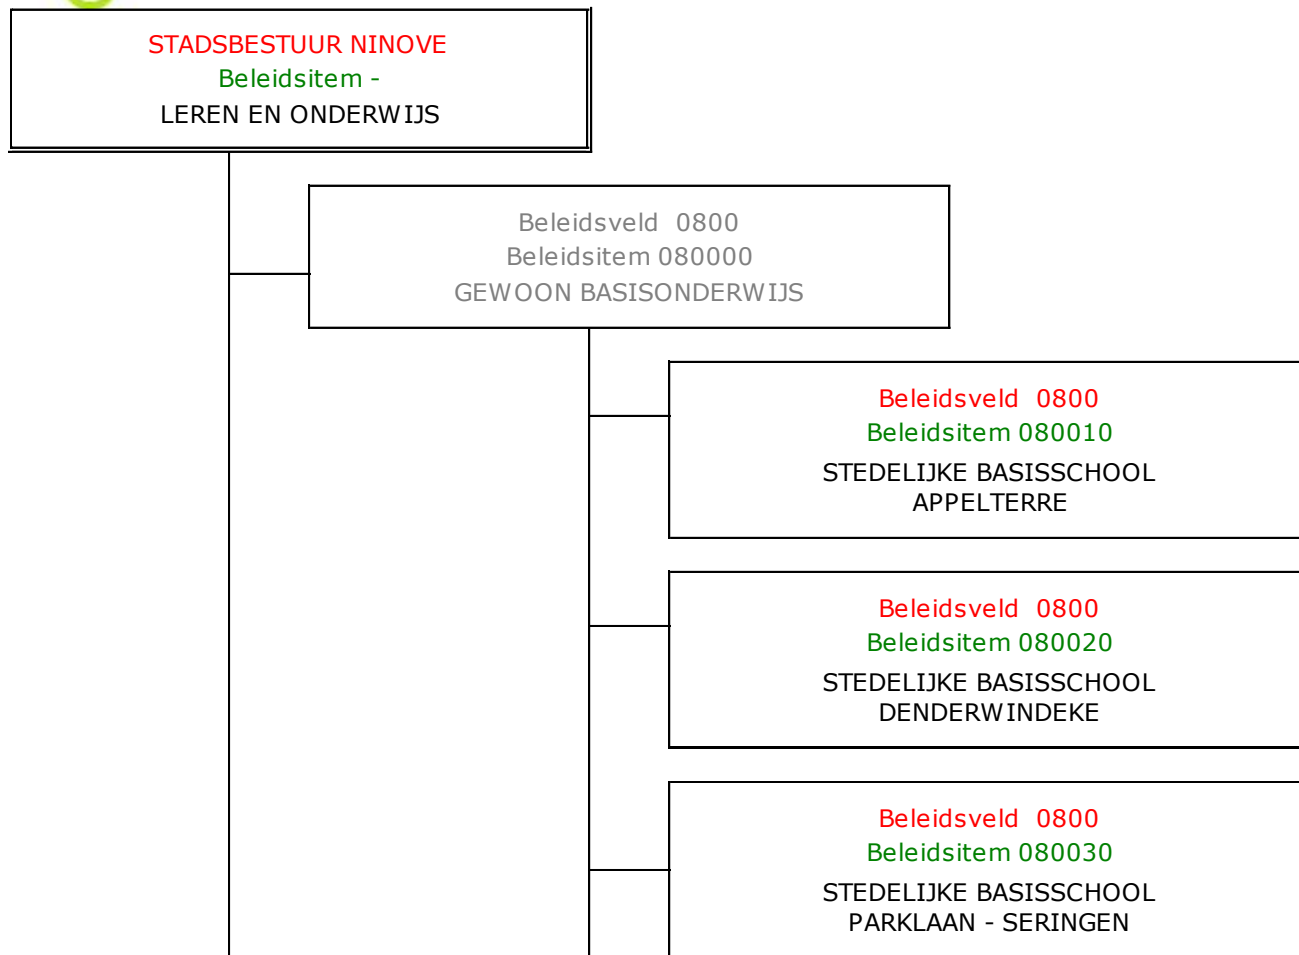 STADSBESTUUR NINOVE
Beleidsitem -
LEREN EN ONDERWIJS
Beleidsveld 0800
Beleidsitem 080000
GEWOON BASISONDERWIJS
Beleidsveld 0800
Beleidsitem 080010
STEDELIJKE BASISSCHOOL
APPELTERRE
Beleidsveld 0800
Beleidsitem 080020
STEDELIJKE BASISSCHOOL
DENDERWINDEKE
Beleidsveld 0800
Beleidsitem 080030
STEDELIJKE BASISSCHOOL
PARKLAAN - SERINGEN